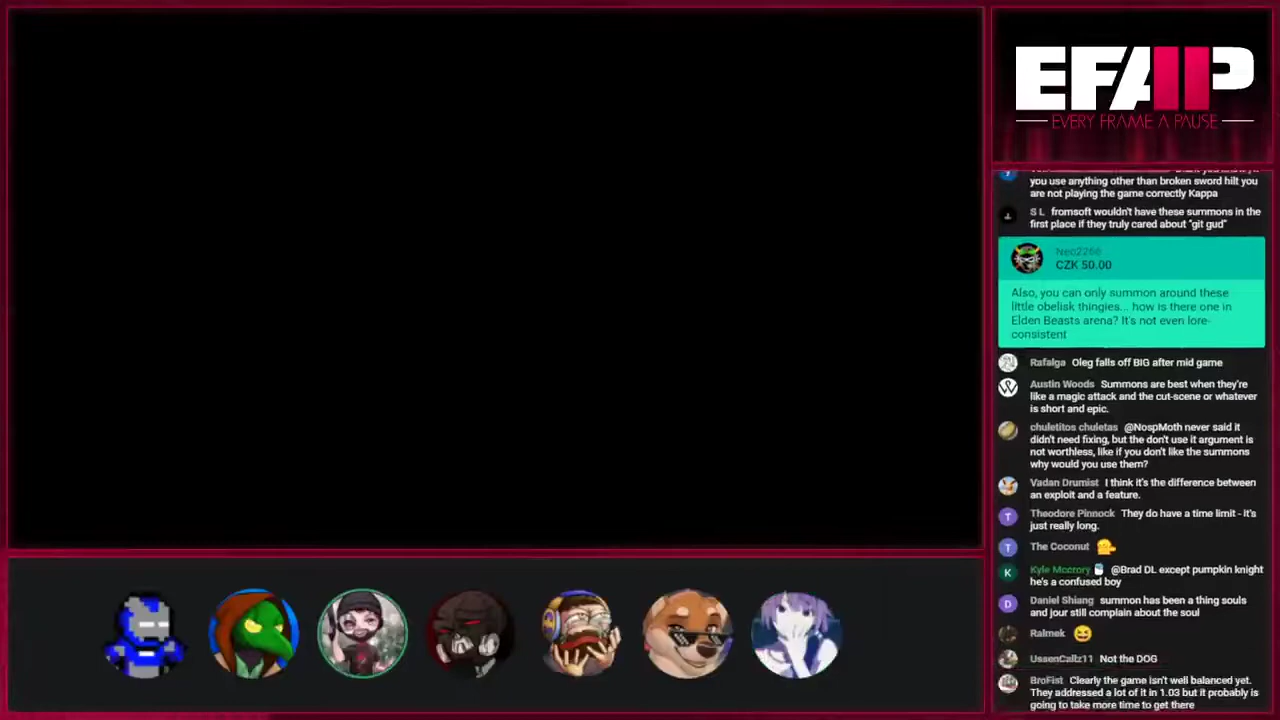 EFAP
EVERY FRAME A PAUSE
you use anything other than broken sword hilt you
are not playing the game correctly Kappa
S L fromsoft wouldn't have these summons in the
first place if they truly cared about "git gud"
Neo2266
CZK 50.00
Also, you can only summon around these
little obelisk thingies... how is there one in
Elden Beasts arena? It's not even lore-
consistent
Rafalga Oleg falls off BIG after mid game
Austin Woods Summons are best when they're
like a magic attack and the cut-scene or whatever
is short and epic.
chuletitos chuletas @NospMoth never said it
didn't need fixing, but the don't use it argument is
not worthless, like if you don't like the summons
why would you use them?
Vadan Drumist I think it's the difference between
an exploit and a feature.
T Theodore Pinnock They do have a time limit - it's
just really long.
T The Coconut
K Kyle Mccrory @Brad DL except pumpkin knight
he's a confused boy
D Daniel Shiang summon has been a thing souls
and jour still complain about the soul
Ralmek
UssenCallz11 Not the DOG
BroFist Clearly the game isn't well balanced yet.
They addressed a lot of it in 1.03 but it probably is
going to take more time to get there